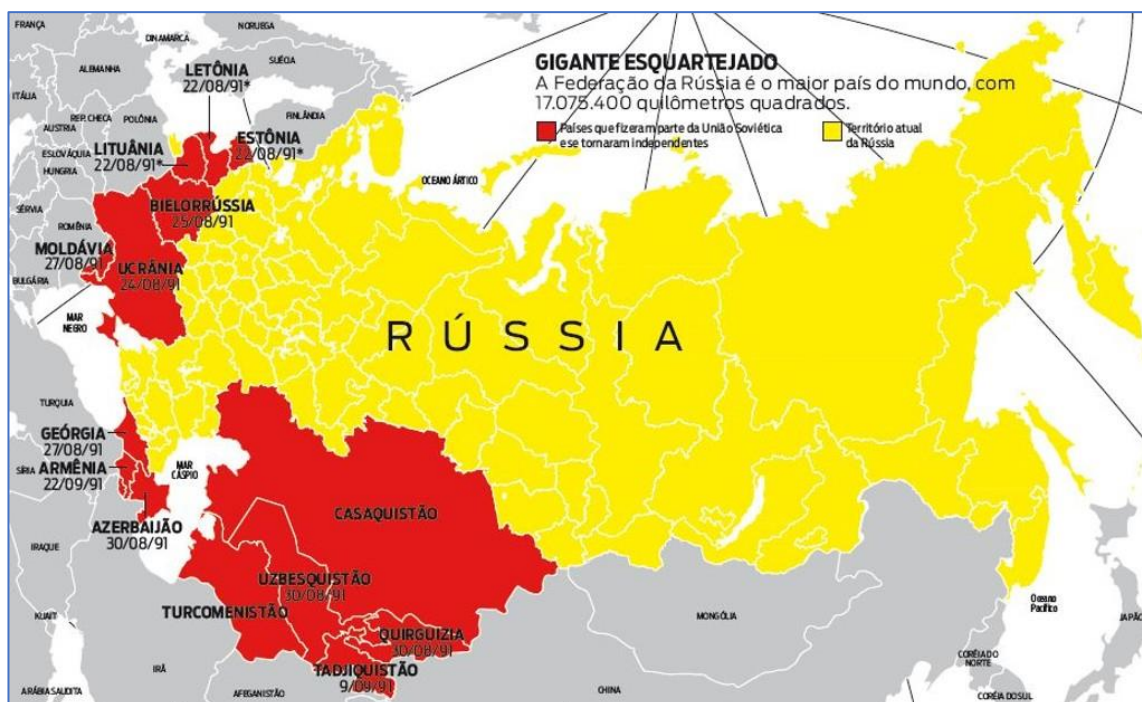 FRANÇA
NORUEGA
DINAMARCA
SUÉCIA
ALEMANHA
LETÔNIA
22/08/91*
GIGANTE ESQUARTEJADO
A Federação da Rússia é o maior país do mundo, com
17.075.400 quilômetros quadrados.
Países que fizeram parte da União Soviética
e se tornaram independentes
Território atual
da Rússia
ITÁLIA
REP. CHECA
POLÔNIA
FINLÂNDIA
AUSTRIA
ESTÔNIA
22/08/91*
LITUÂNIA
22/08/91*
ESLOVÁQUIA
HUNGRIA
OCEANO ÁRTICO
SÉRVIA
BIELORRÚSSIA
25/08/91
ROMÊNIA
MOLDÁVIA
27/08/91
UCRÂNIA
24/08/91
BULGÁRIA
MAR
NEGRO
RÚSSIA
TURQUIA
GEÓRGIA
27/08/91
SÍRIA
ARMÊNIA
22/09/91
MAR
CÁSPIO
AZERBAIJÃO
30/08/91
CASAQUISTÃO
IRAQUE
UZBESQUISTÃO
30/08/91
TURCOMENISTÃO
KUAIT
QUIRGUIZIA
30/08/91
TADJIQUISTÃO
9/09/91
IRÃ
ARÁBIA SAUDITA
AFEGANISTÃO
CHINA
MONGÓLIA
Oceano
Pacífico
JAPÃO
CORÉIA DO
NORTE
CORÉIA DO SUL